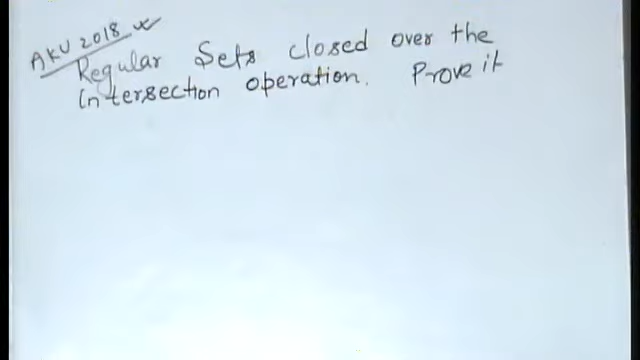 AKU 2018
Regular Sets closed over the
intersection operation. Prove it